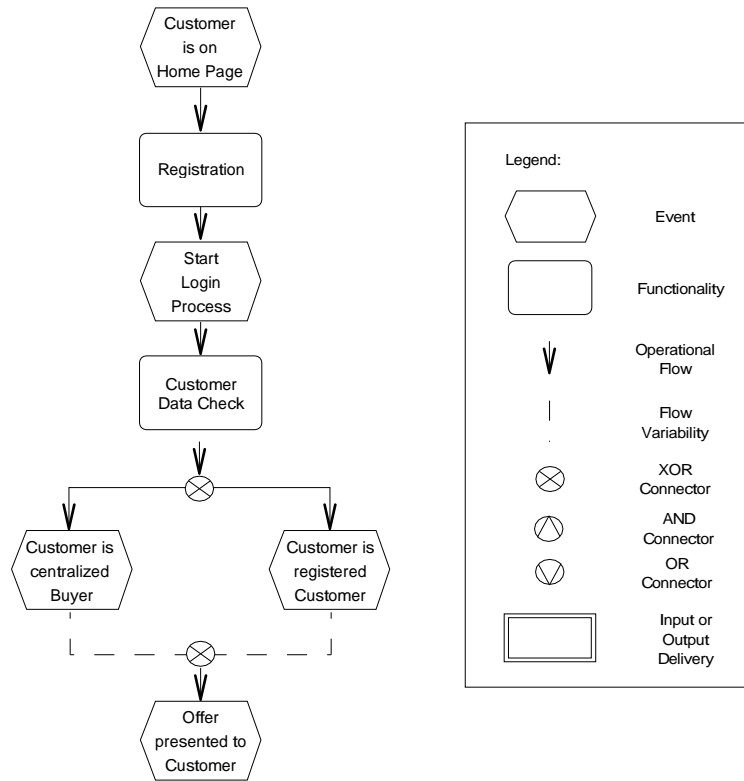 Customer
is on
Home Page
Registration
Start
Login
Process
Customer
Data Check
Customer is
centralized
Buyer
Customer is
registered
Customer
Offer
presented to
Customer
Legend:
Event
Functionality
Operational
Flow
Flow
Variability
XOR
Connector
AND
Connector
OR
Connector
Input or
Output
Delivery